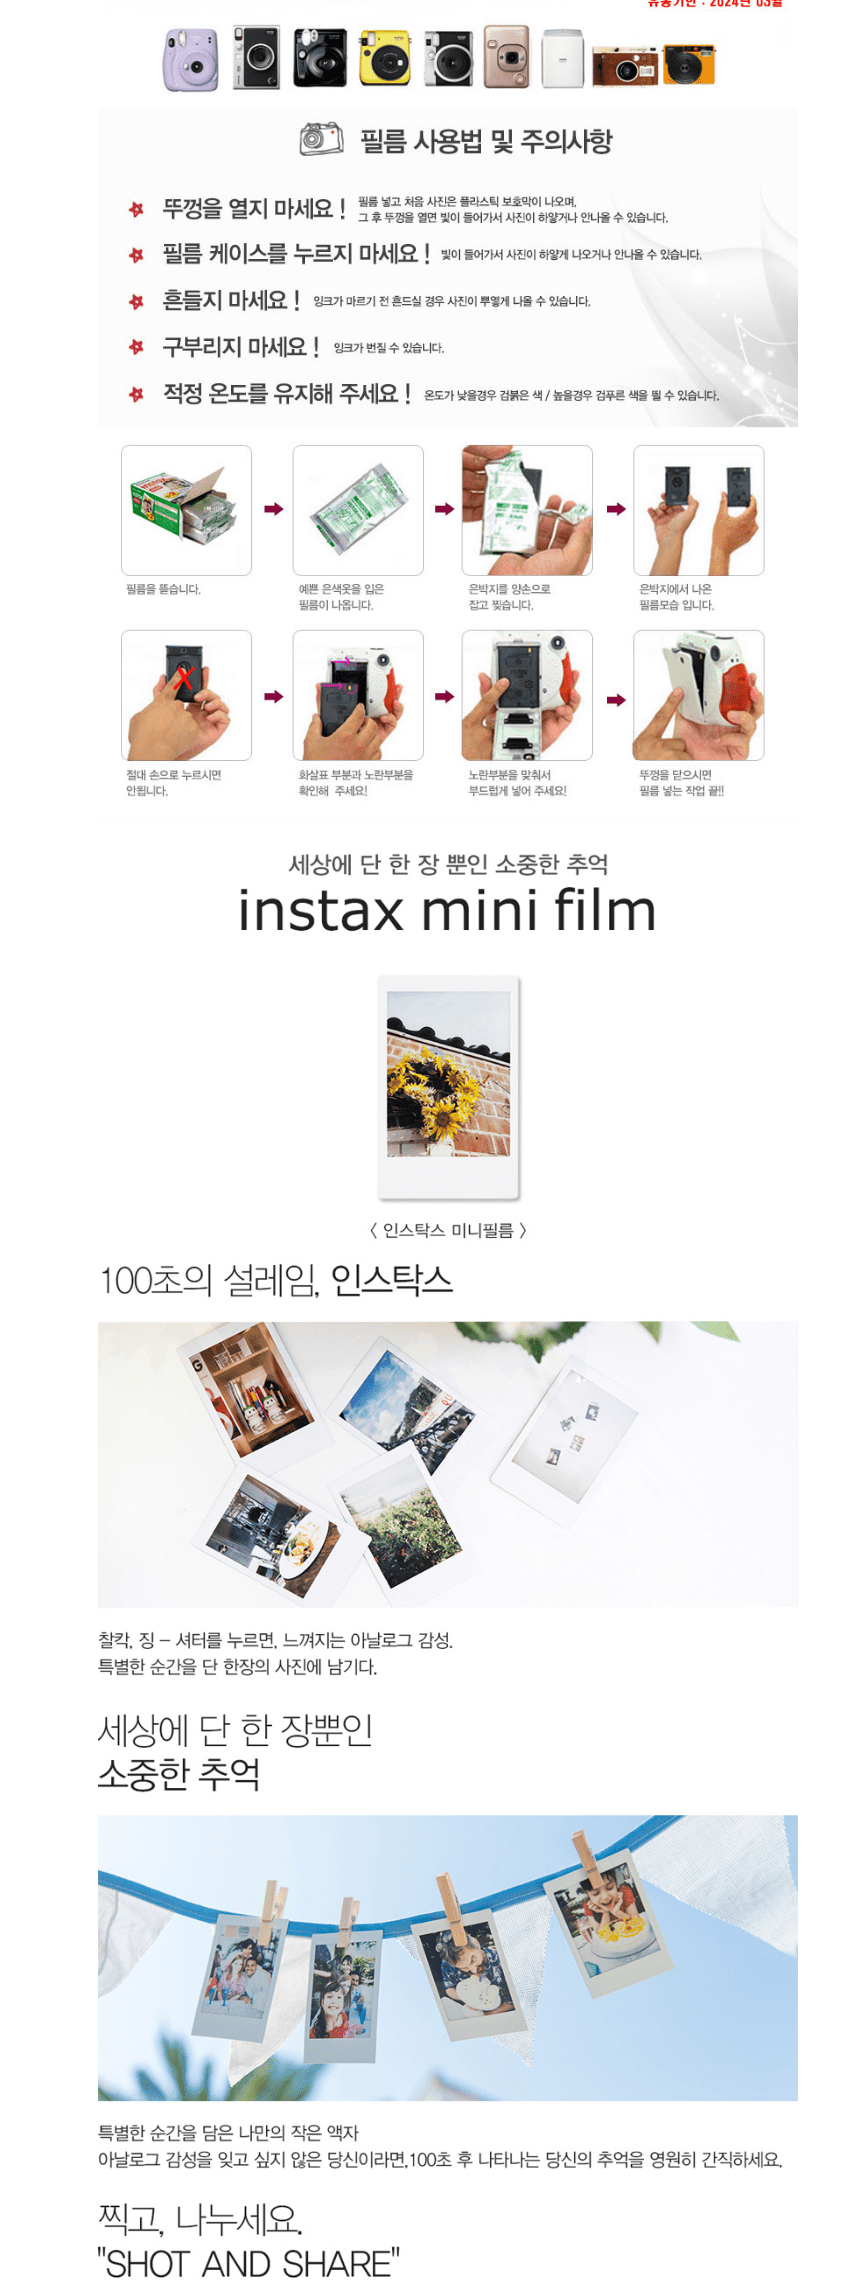 유통기한 : 2024년 03월
필름 사용법 및 주의사항
뚜껑을 열지 마세요 !
필름 넣고 처음 사진은 플라스틱 보호막이 나오며,
그 후 뚜껑을 열면 빛이 들어가서 사진이 하얗거나 안나올 수 있습니다.
필름 케이스를 누르지 마세요 ! 빛이 들어가서 사진이 하얗게 나오거나 안나올 수 있습니다.
흔들지 마세요 ! 잉크가 마르기 전 흔드실 경우 사진이 뿌옇게 나올 수 있습니다.
구부리지 마세요 ! 잉크가 번질 수 있습니다.
적정 온도를 유지해 주세요 ! 온도가 낮을경우 검붉은 색 / 높을경우 검푸른 색을 띌 수 있습니다.
필름을 뜯습니다.
예쁜 은색옷을 입은
필름이 나옵니다.
은박지를 양손으로
잡고 찢습니다.
은박지에서 나온
필름모습 입니다.
절대 손으로 누르시면
안됩니다.
화살표 부분과 노란부분을
확인해 주세요!
노란부분을 맞춰서
부드럽게 넣어 주세요!
뚜껑을 닫으시면
필름 넣는 작업 끝!!
세상에 단 한 장 뿐인 소중한 추억
instax mini film
〈 인스탁스 미니필름 〉
100초의 설레임, 인스탁스
찰칵, 징 – 셔터를 누르면, 느껴지는 아날로그 감성.
특별한 순간을 단 한장의 사진에 남기다.
세상에 단 한 장뿐인
소중한 추억
특별한 순간을 담은 나만의 작은 액자
아날로그 감성을 잊고 싶지 않은 당신이라면,100초 후 나타나는 당신의 추억을 영원히 간직하세요.
찍고, 나누세요.
"SHOT AND SHARE"